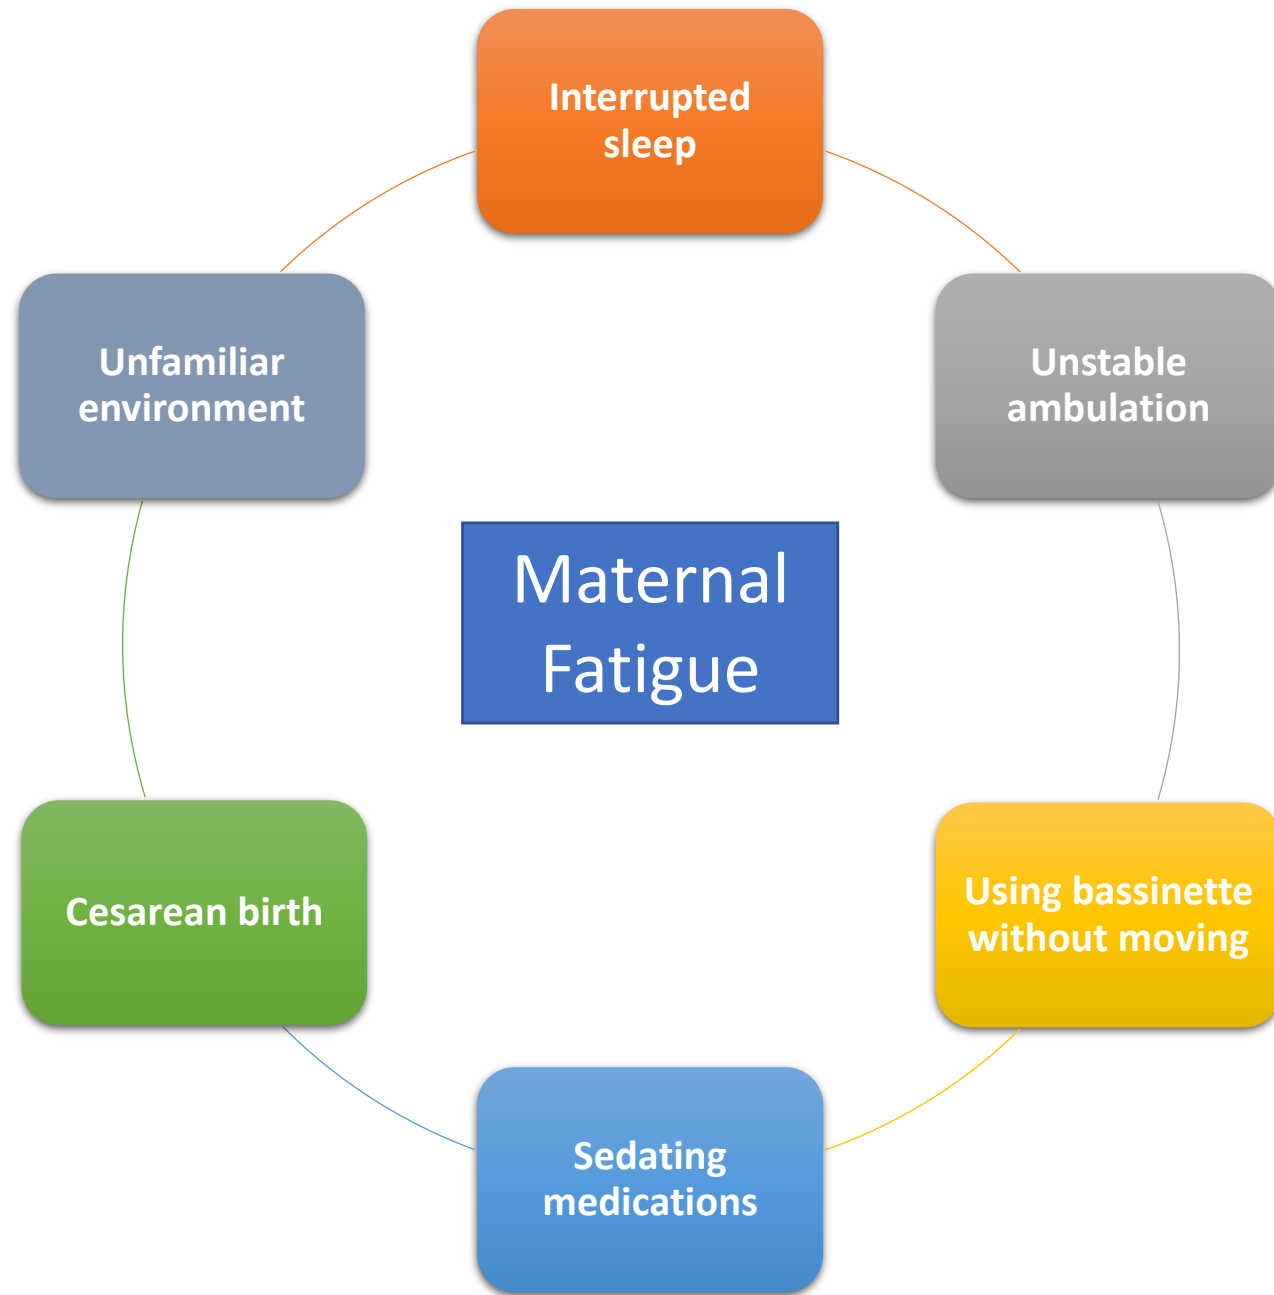 Interrupted
sleep
Unstable
ambulation
Using bassinette
without moving
Sedating
medications
Cesarean birth
Unfamiliar
environment
Maternal
Fatigue